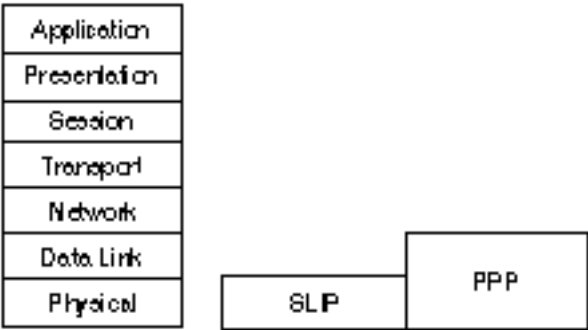 Application
Presentation
Session
Transport
Network
Data Link
Physical
SLIP
PPP